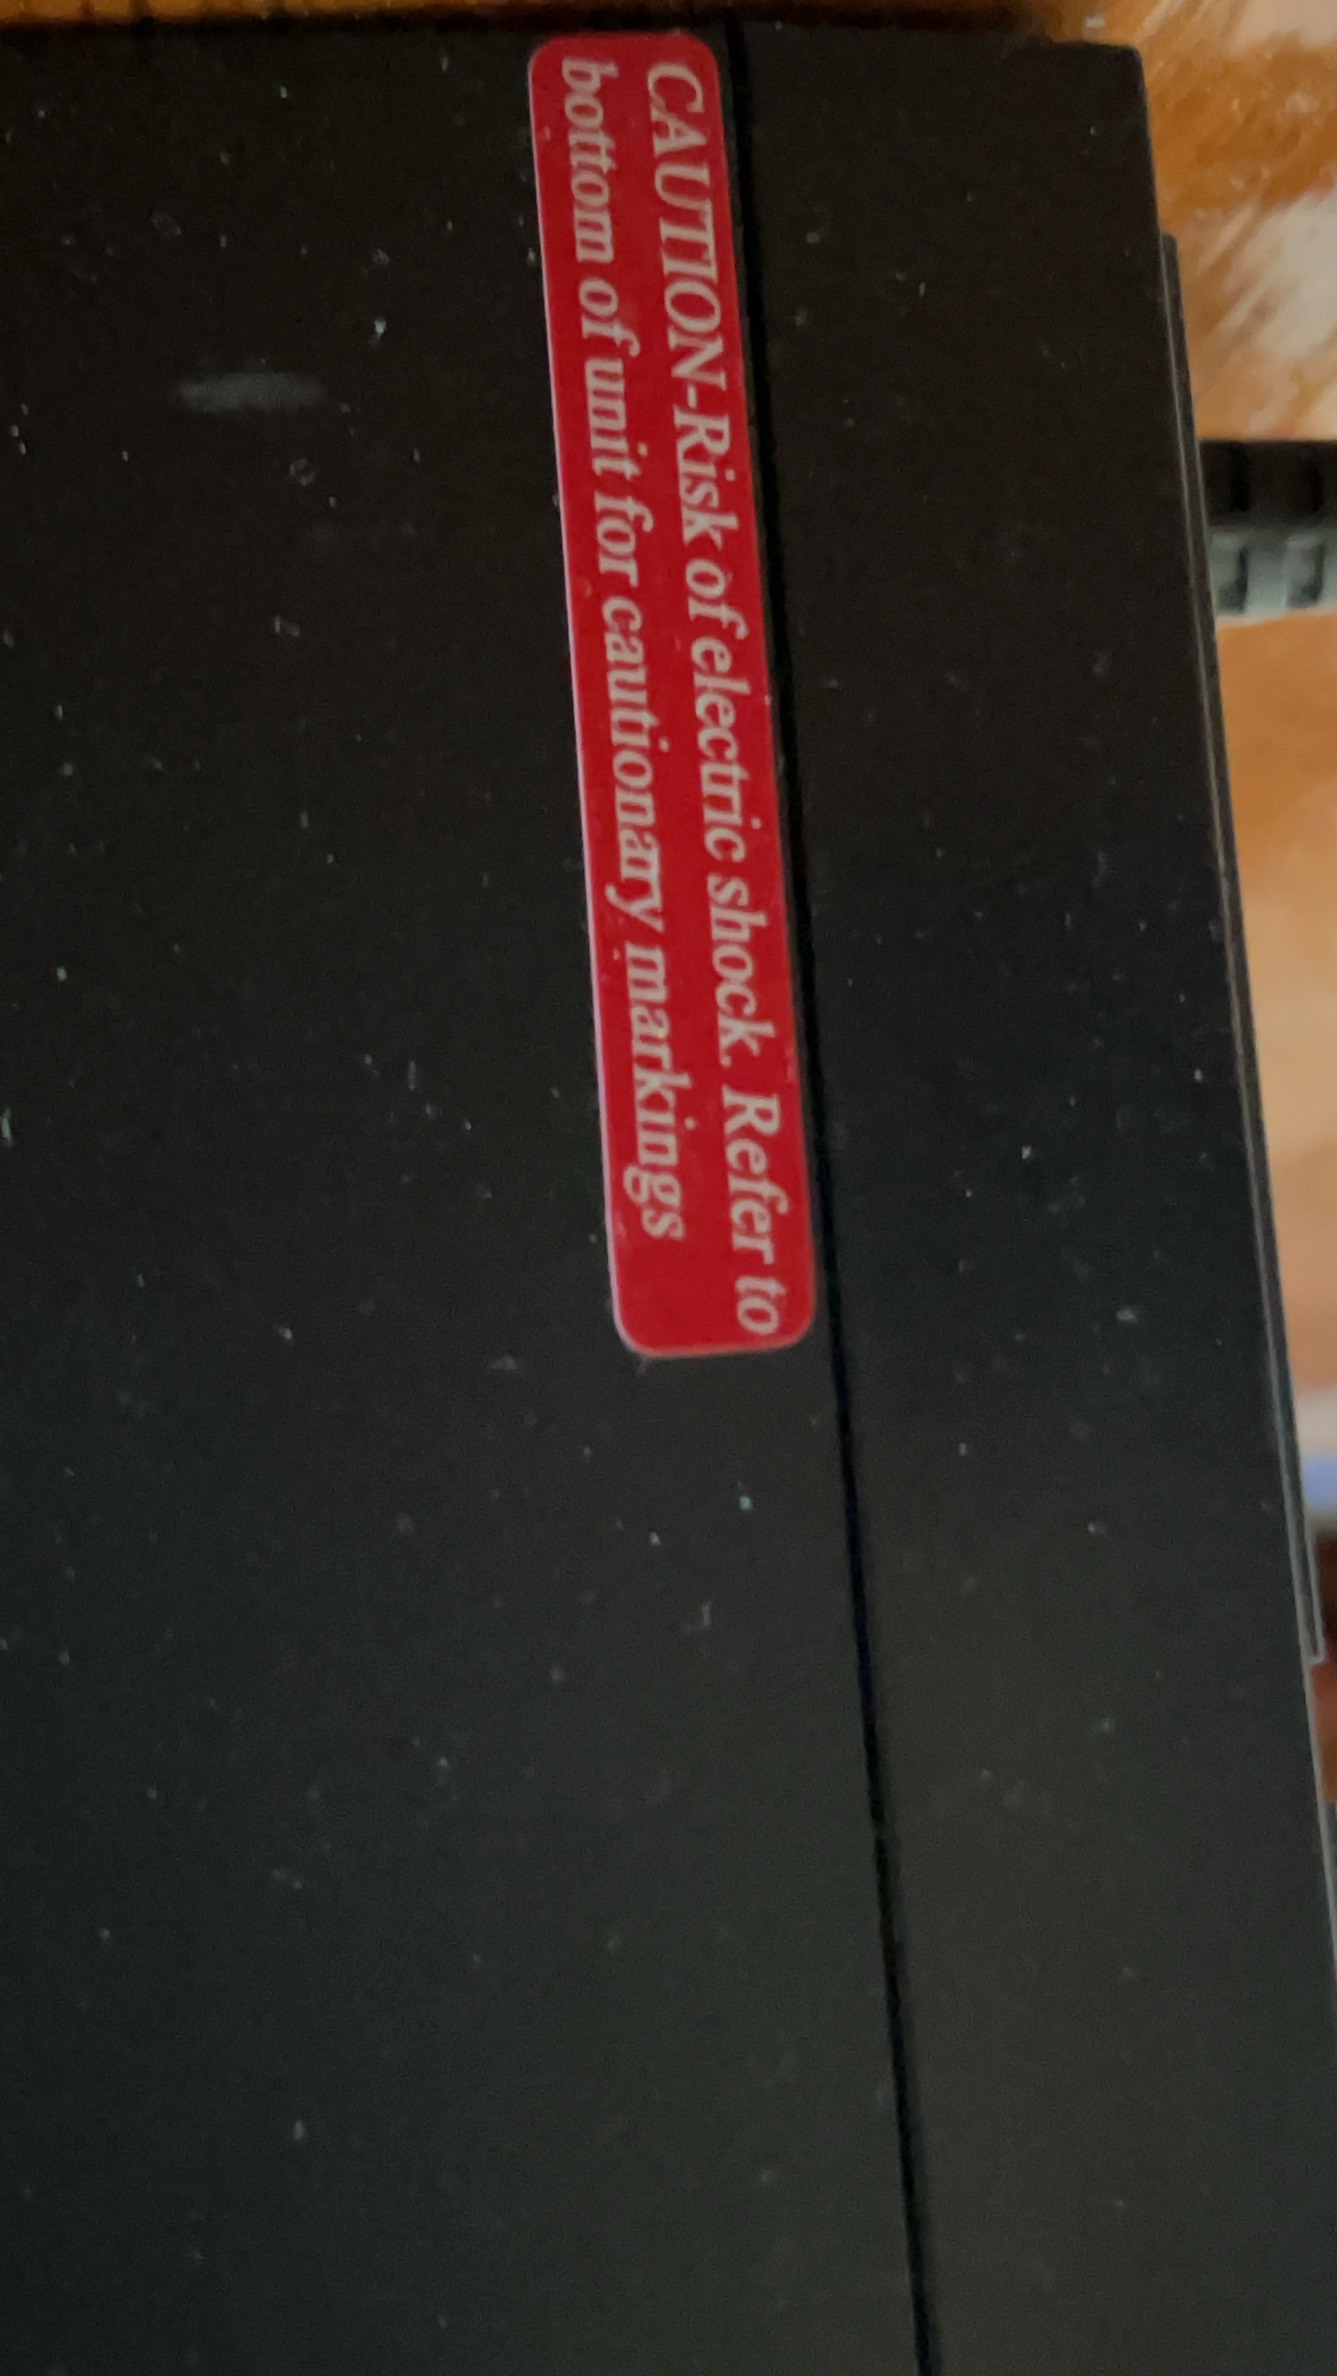 CAUTION-Risk of electric shock. Refer to
bottom of unit for cautionary markings